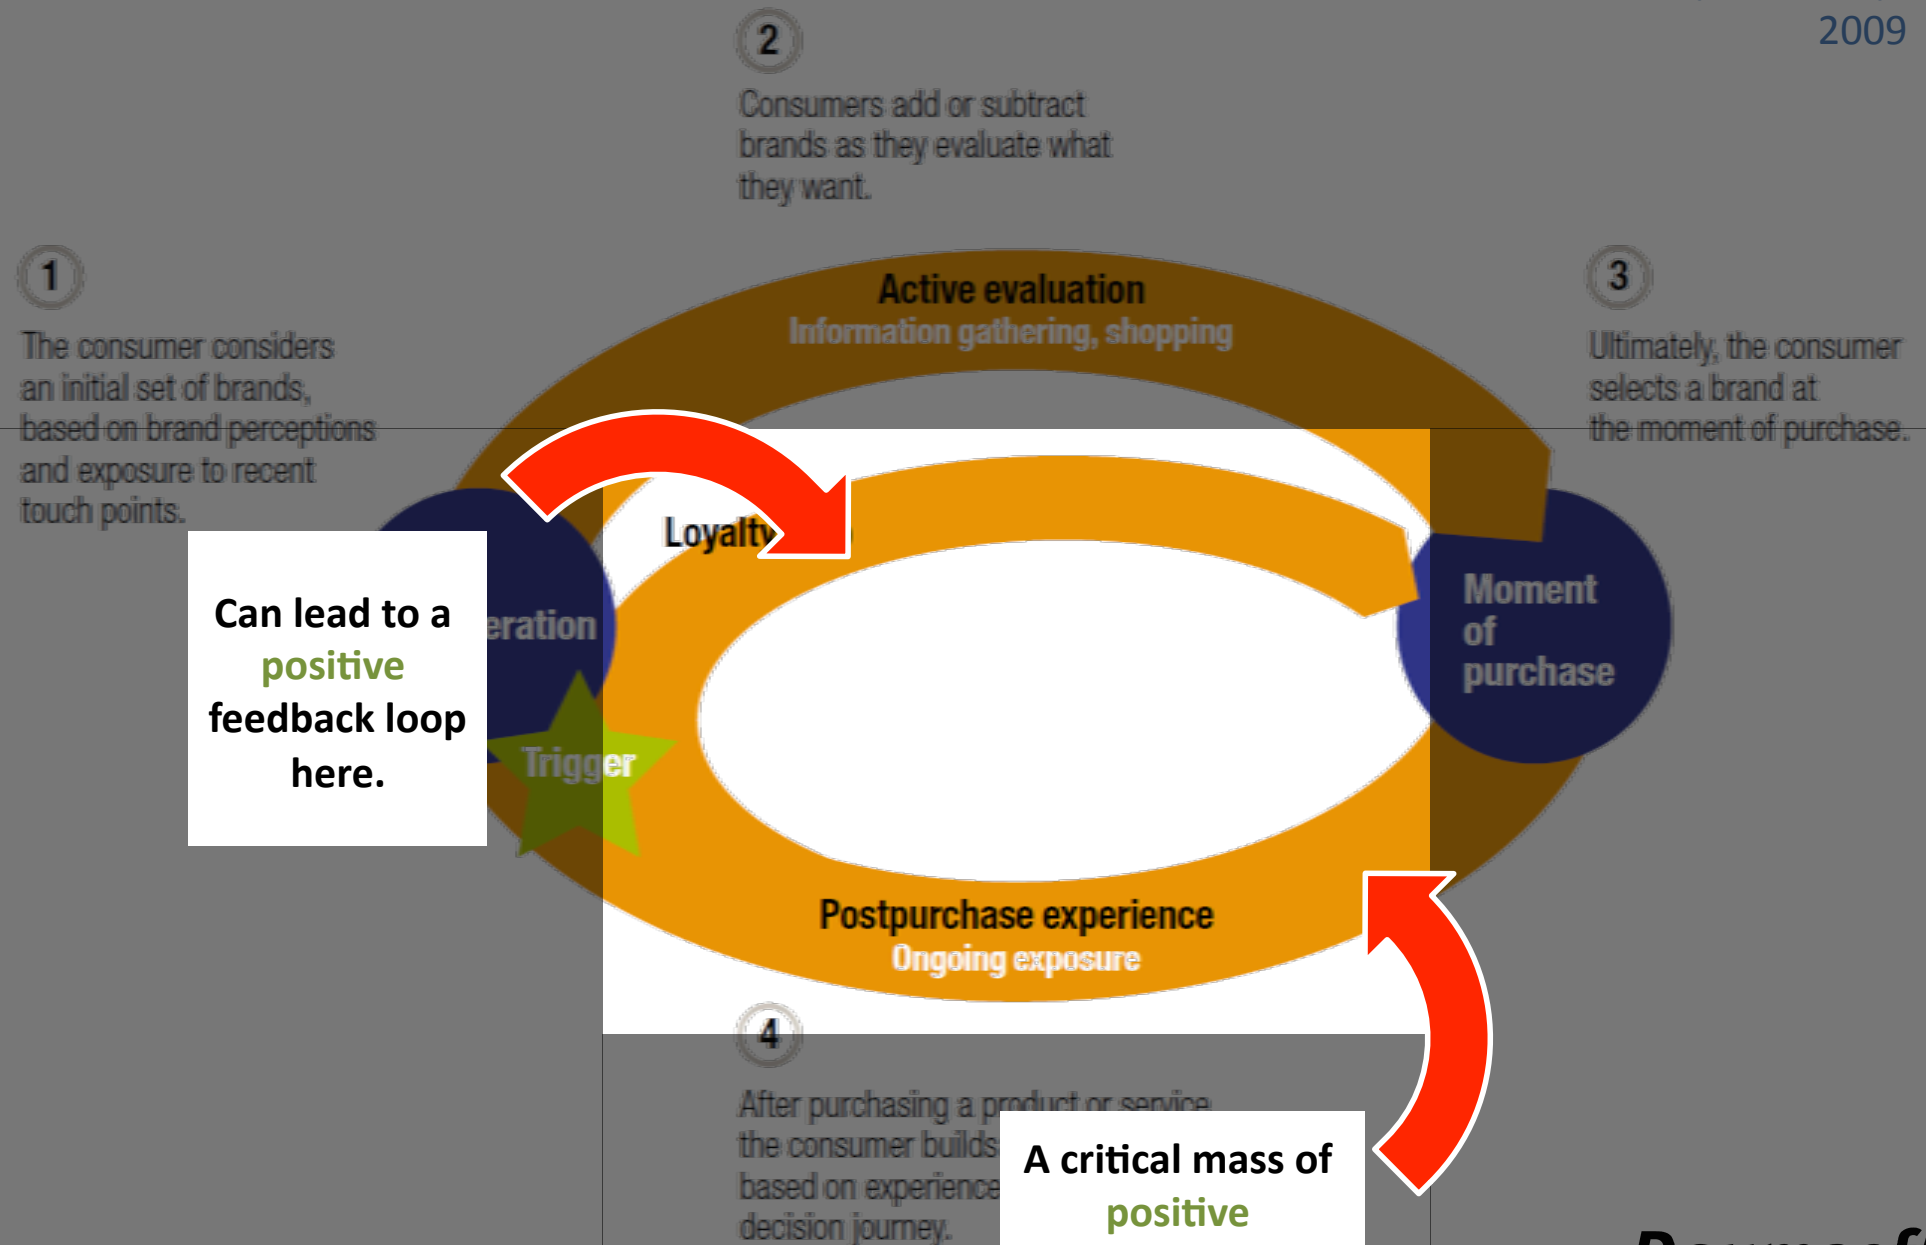 2009
2
Consumers add or subtract
brands as they evaluate what
they want.
1
The consumer considers
an initial set of brands,
based on brand perceptions
and exposure to recent
touch points.
3
Ultimately, the consumer
selects a brand at
the moment of purchase.
Active evaluation
Information gathering, shopping
Loyalty
Can lead to a
positive
feedback loop
here.
eration
Trigger
Moment
of
purchase
Postpurchase experience
Ongoing exposure
4
After purchasing a product or service
the consumer builds
based on experience
decision journey.
A critical mass of
positive